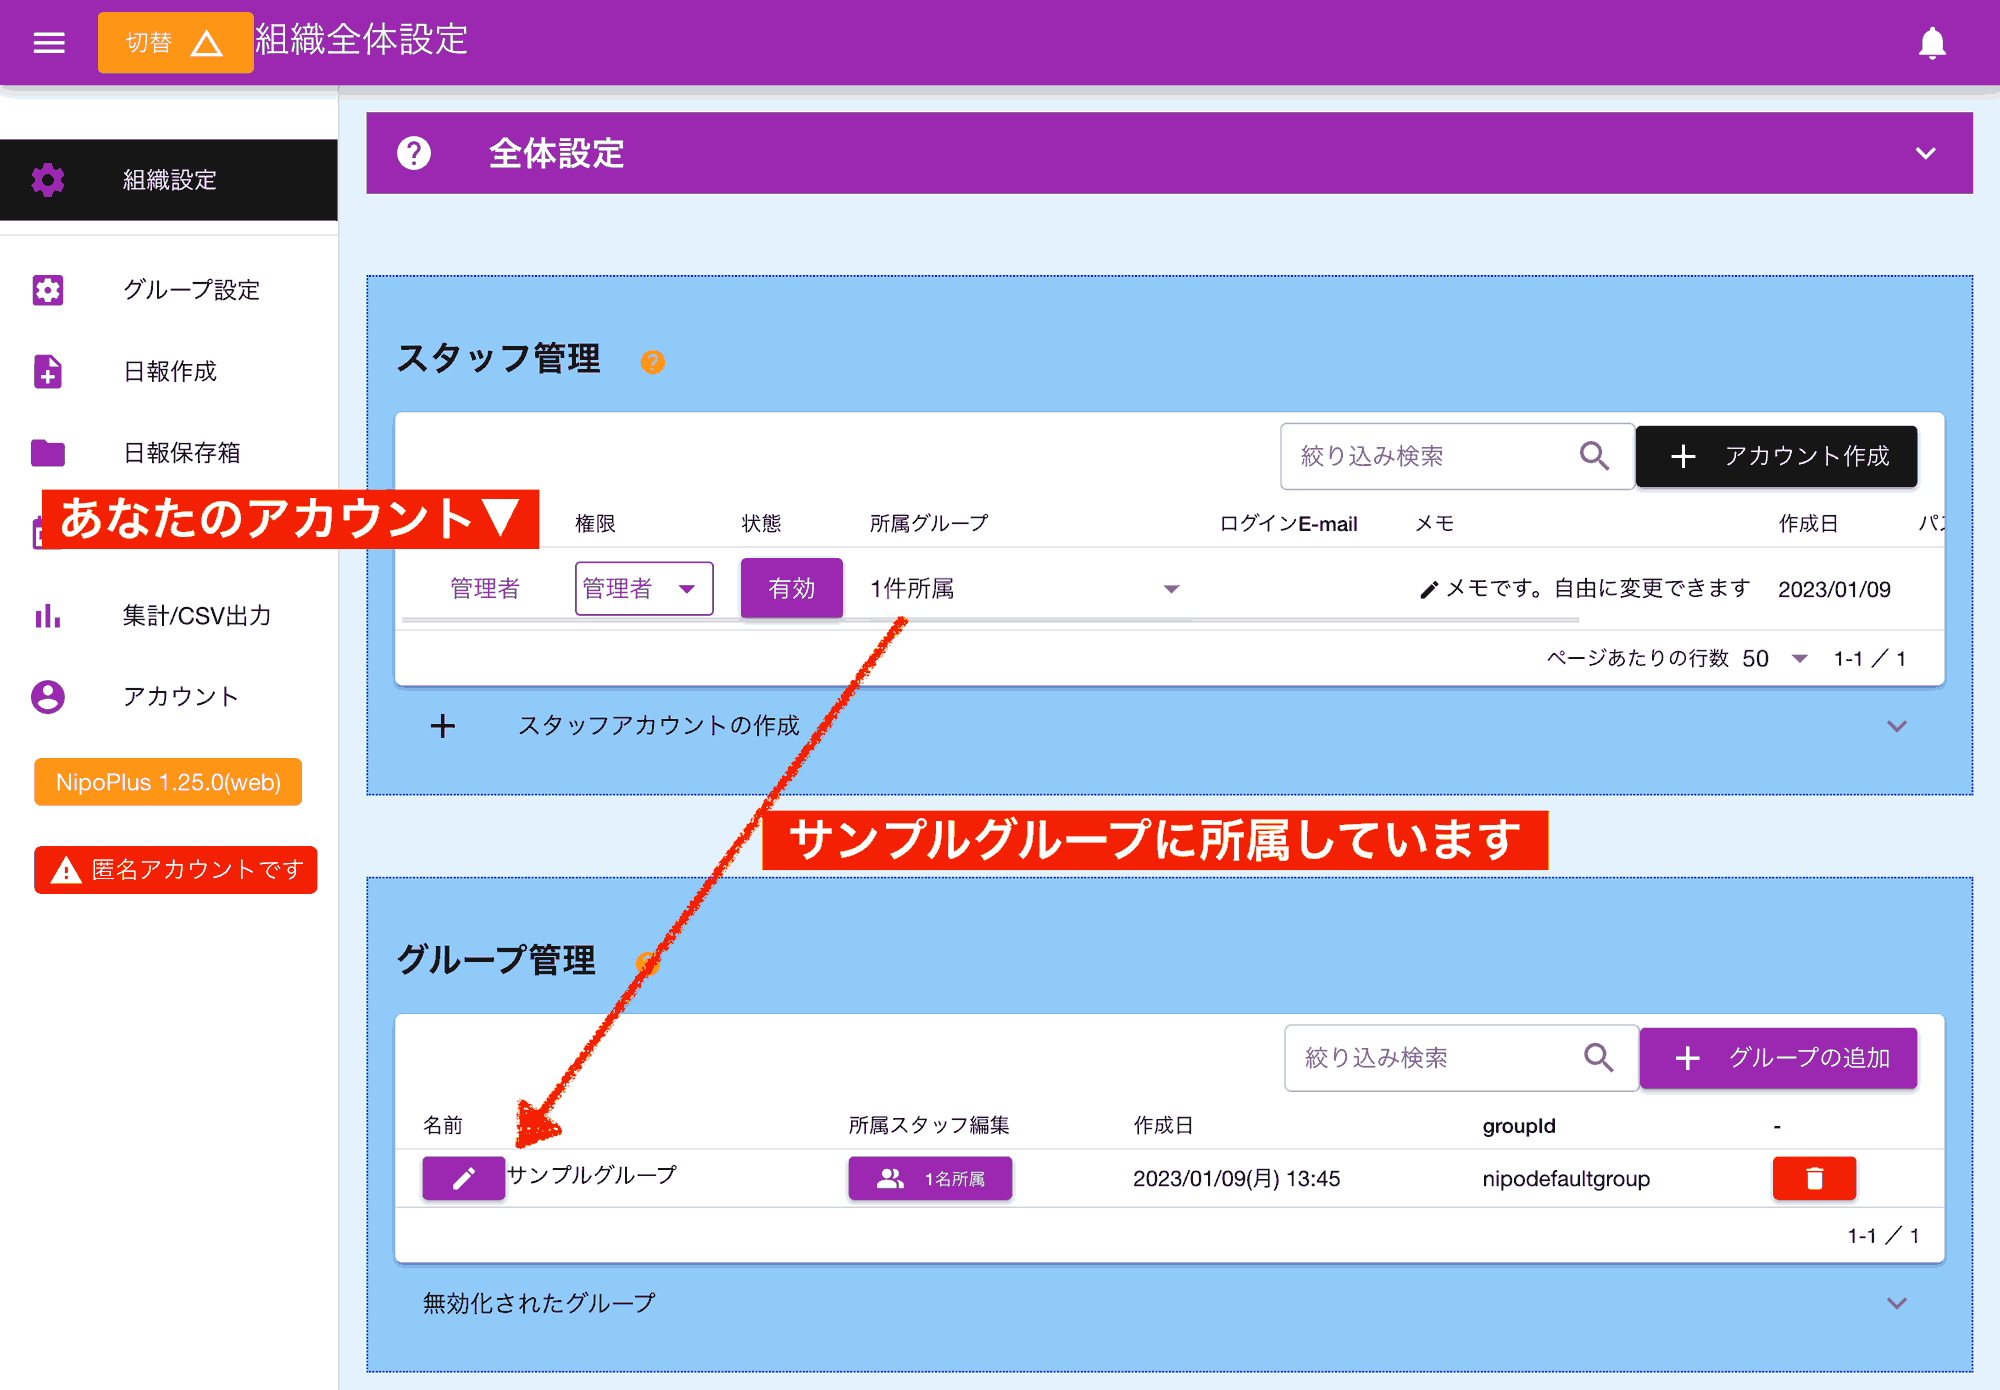 切替 組織全体設定
組織設定
グループ設定
日報作成
日報保存箱
集計/CSV出力
アカウント
NipoPlus 1.25.0(web)
匿名アカウントです
全体設定
スタッフ管理
絞り込み検索
アカウント作成
あなたのアカウント▼
権限 状態 所属グループ ログインE-mail メモ 作成日 パス
管理者 管理者 有効 1件所属 メモです。自由に変更できます 2023/01/09
ページあたりの行数 50 1-1 ／ 1
スタッフアカウントの作成
サンプルグループに所属しています
グループ管理
絞り込み検索
グループの追加
名前 所属スタッフ編集 作成日 groupId -
サンプルグループ 1名所属 2023/01/09(月) 13:45 nipodefaultgroup
1-1 ／ 1
無効化されたグループ